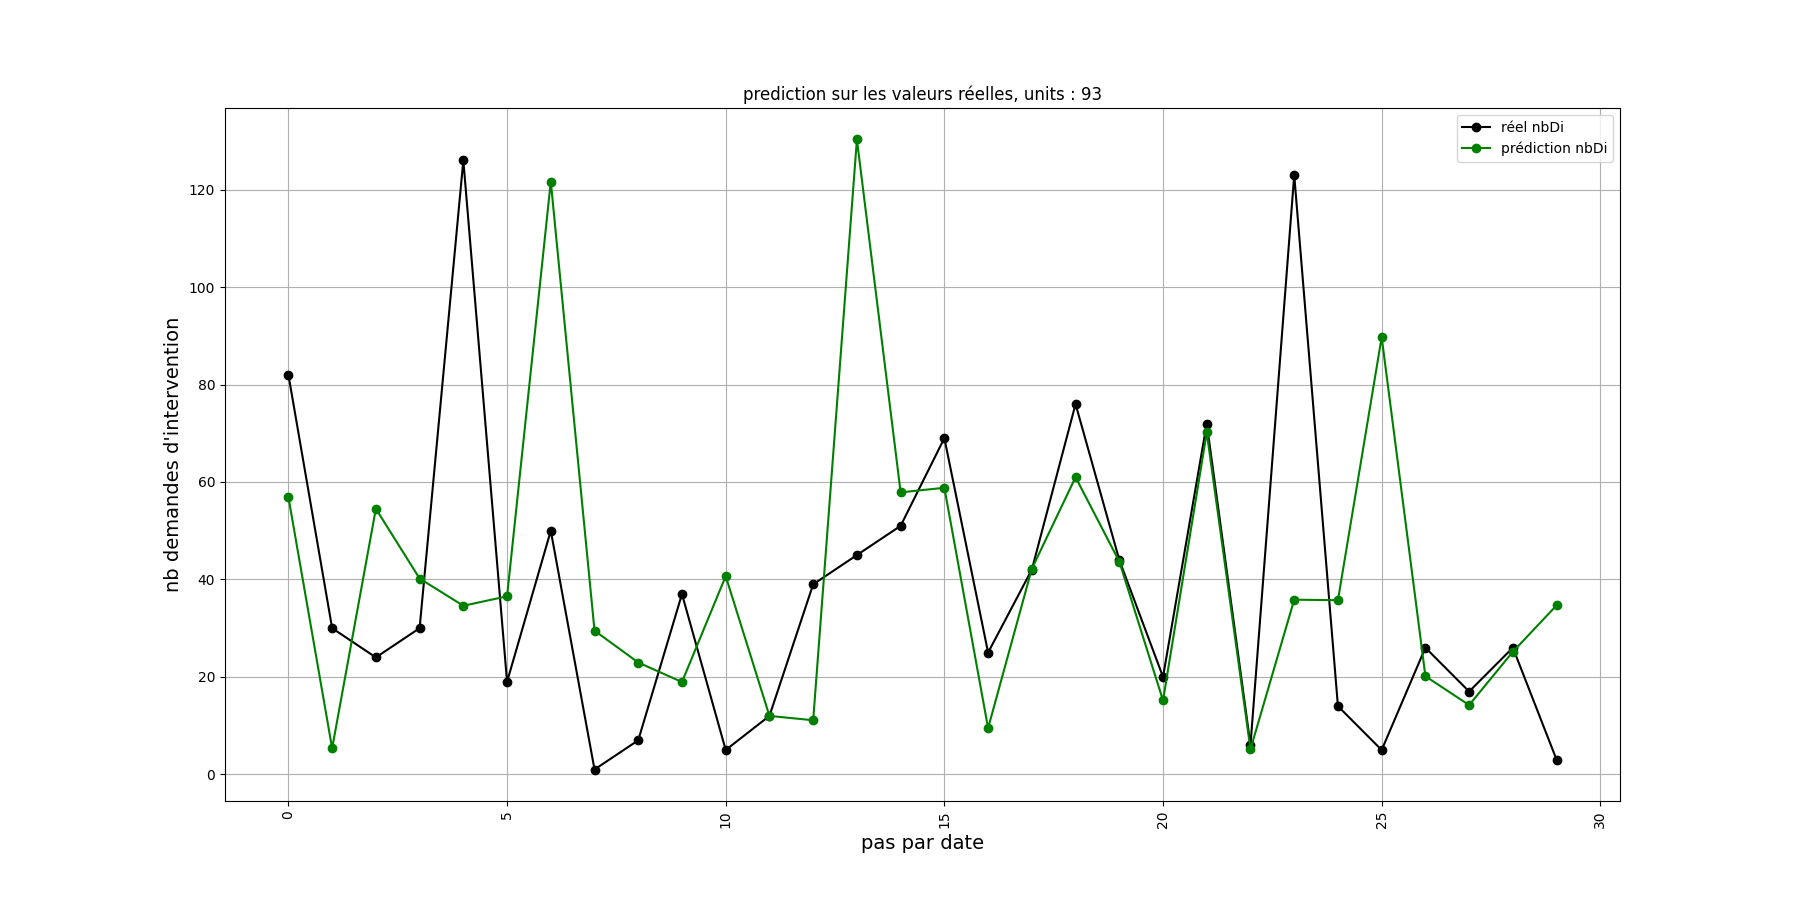 prediction sur les valeurs réelles, units : 93
réel nbDi
prédiction nbDi
nb demandes d'intervention
120
100
80
60
40
20
0
0
5
10
15
20
25
30
pas par date